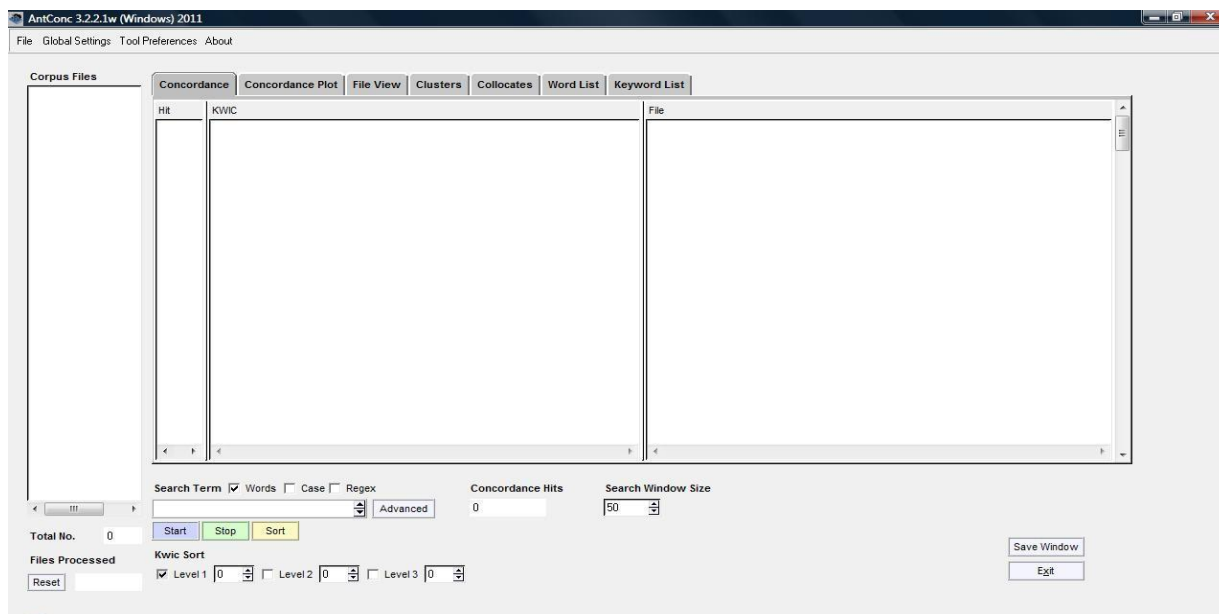 AntConc 3.2.2.1w (Windows) 2011
File Global Settings Tool Preferences About
Corpus Files
Concordance Concordance Plot File View Clusters Collocates Word List Keyword List
Hit KWIC File
Search Term Words Case Regex Concordance Hits Search Window Size
Advanced 0 50
Total No. 0 Start Stop Sort
Files Processed Kwic Sort Save Window
Reset Level 1 0 Level 2 0 Level 3 0 Exit